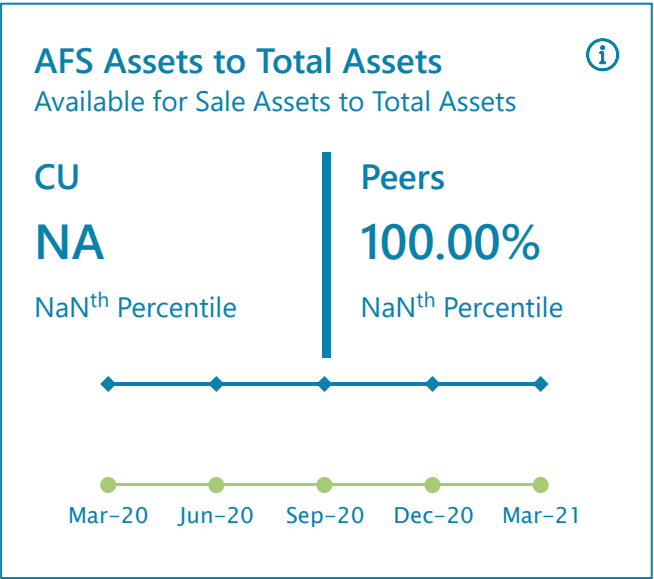 AFS Assets to Total Assets
Available for Sale Assets to Total Assets
CU
NA
NaNth Percentile
Peers
100.00%
NaNth Percentile
Mar–20 Jun–20 Sep–20 Dec–20 Mar–21